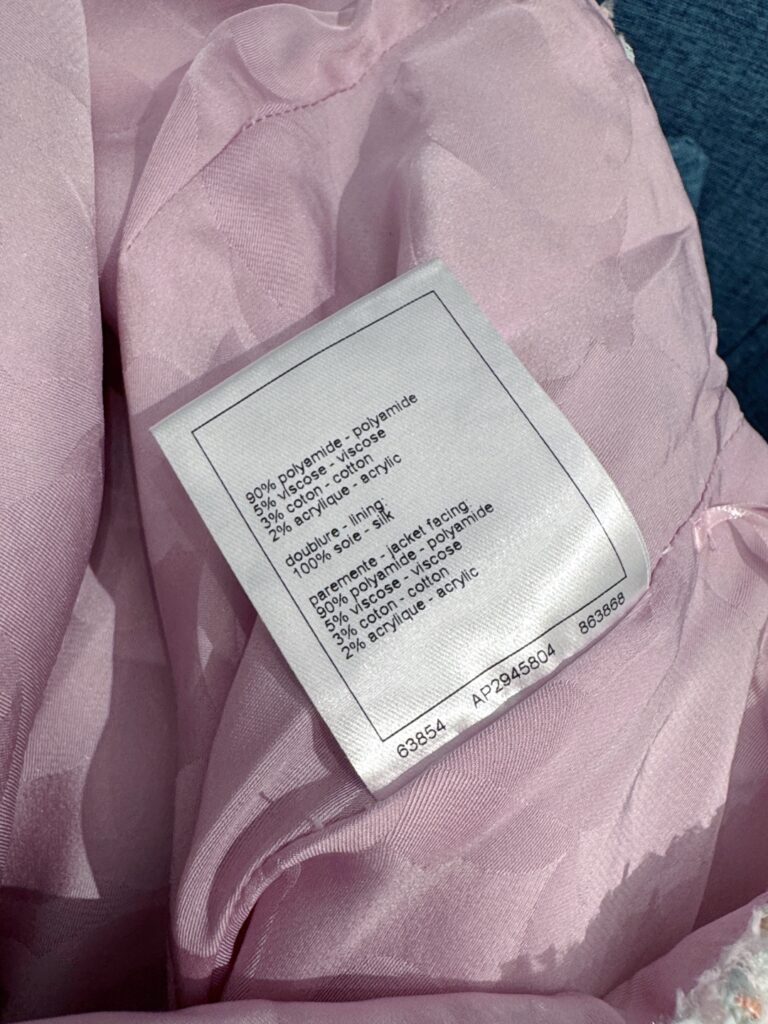 90% polyamide - polyamide
5% viscose - viscose
3% coton - cotton
2% acrylique - acrylic
doublure - lining:
100% soie - silk
paremente - jacket facing:
90% polyamide - polyamide
5% viscose - viscose
3% coton - cotton
2% acrylique - acrylic
63854 AP2945804 863868